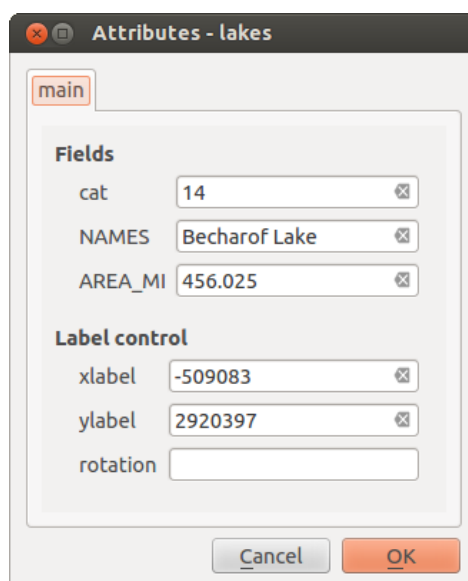 Attributes - lakes
main
Fields
cat 14
NAMES Becharof Lake
AREA_MI 456.025
Label control
xlabel -509083
ylabel 2920397
rotation
Cancel OK